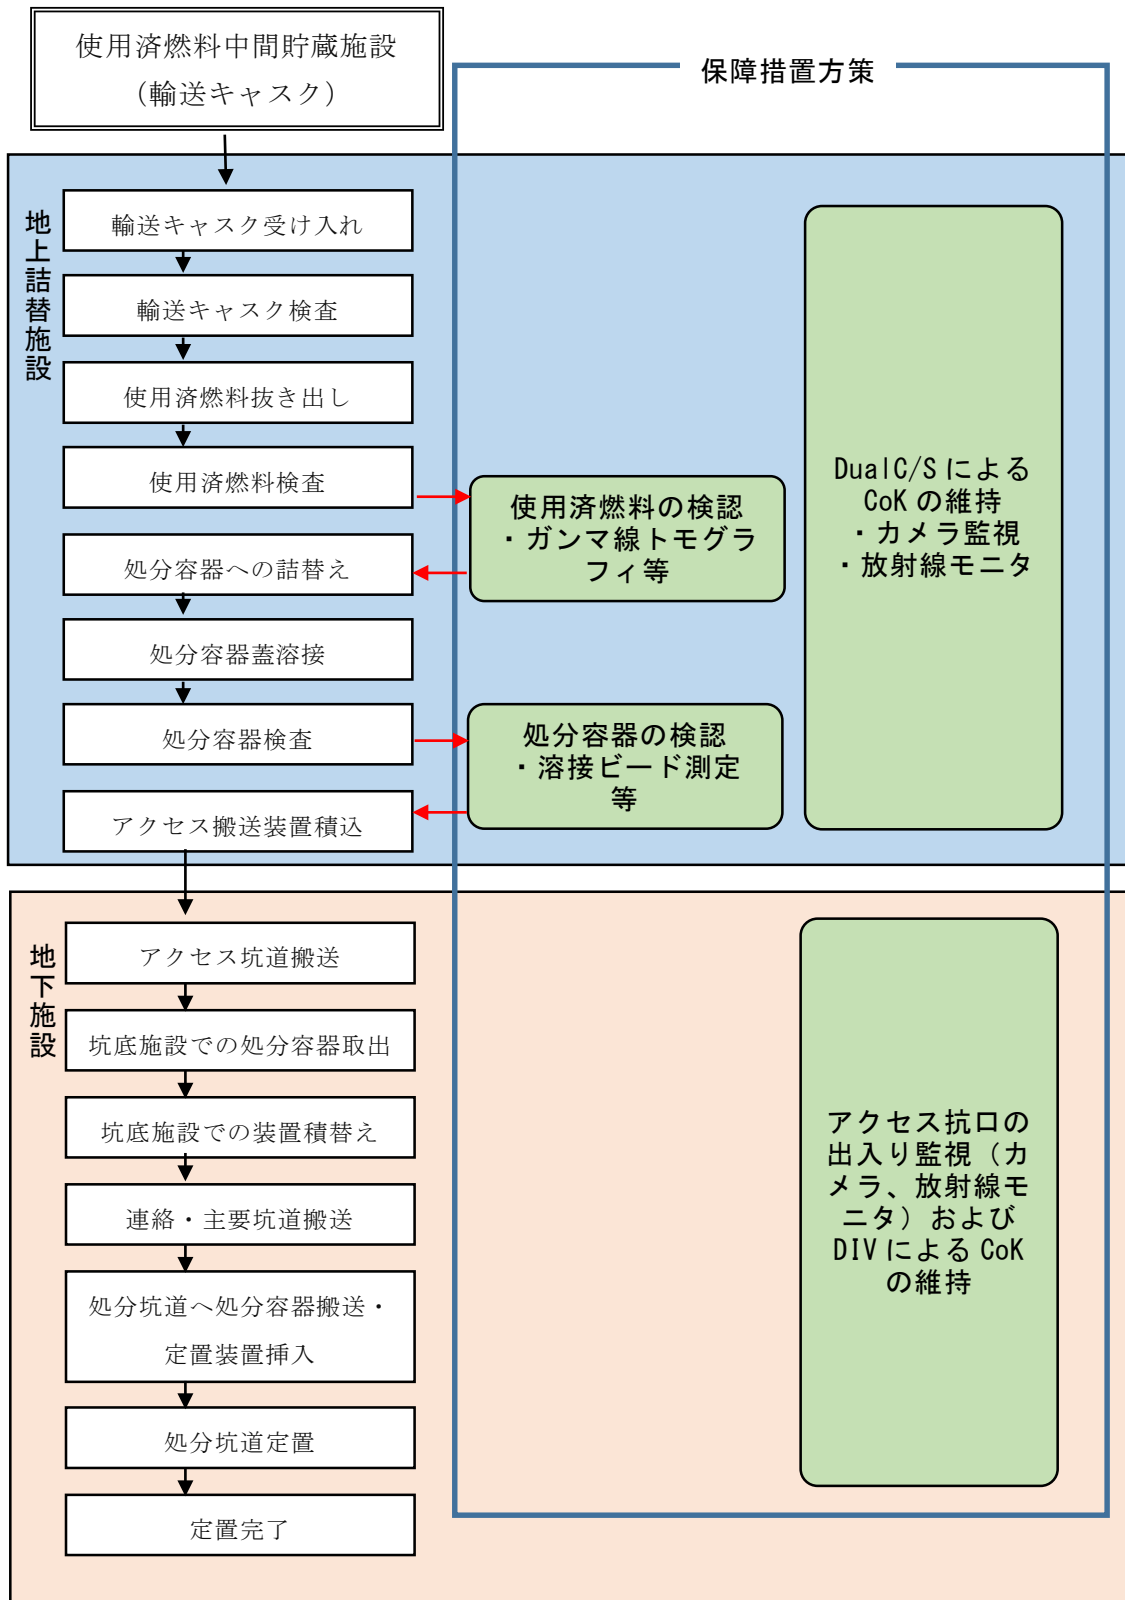 使用済燃料中間貯蔵施設
（輸送キャスク）
保障措置方策
地上詰替施設
輸送キャスク受け入れ
輸送キャスク検査
使用済燃料抜き出し
使用済燃料検査
処分容器への詰替え
処分容器蓋溶接
処分容器検査
アクセス搬送装置積込
使用済燃料の検認
・ガンマ線トモグラ
フィ等
処分容器の検認
・溶接ビード測定
等
DualC/Sによる
CoKの維持
・カメラ監視
・放射線モニタ
地下施設
アクセス坑道搬送
坑底施設での処分容器取出
坑底施設での装置積替え
連絡・主要坑道搬送
処分坑道へ処分容器搬送・
定置装置挿入
処分坑道定置
定置完了
アクセス抗口の
出入り監視（カ
メラ、放射線モ
ニタ）および
DIVによるCoK
の維持